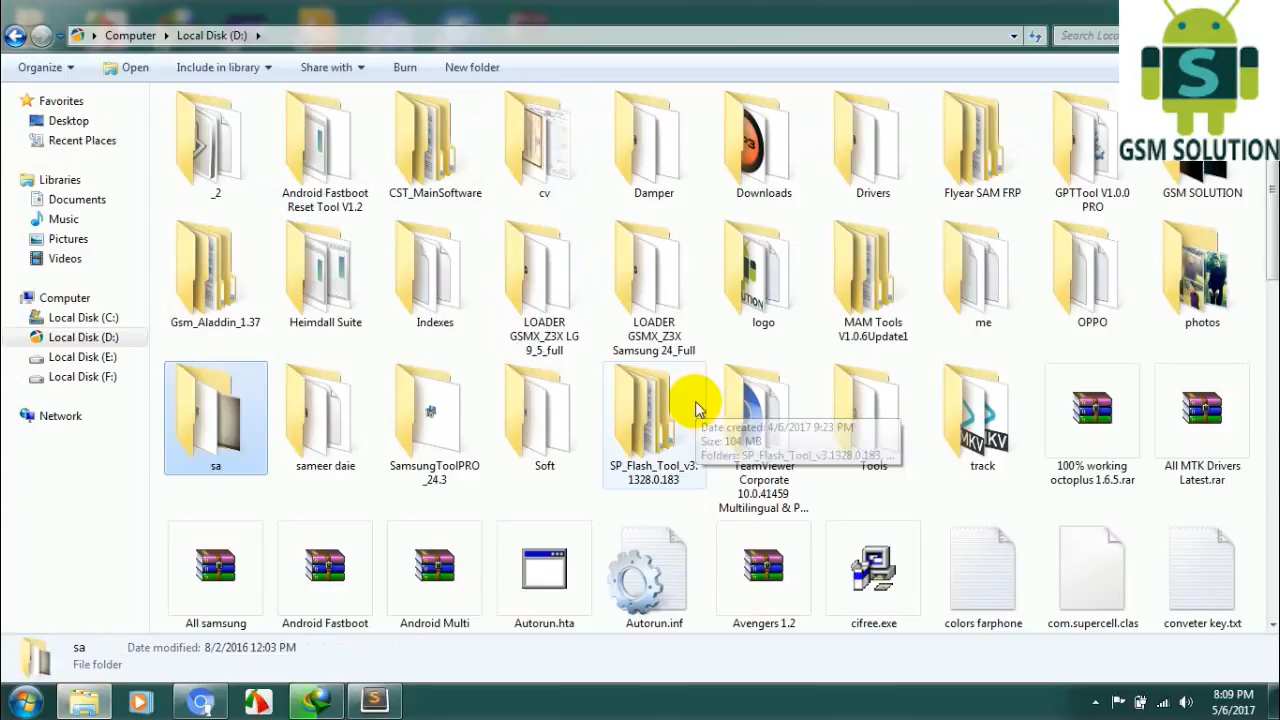 Computer Local Disk (D:) Search Loca
Organize Open Include in library Share with Burn New folder
S
GSM SOLUTION
Favorites
Desktop
Recent Places
Libraries
Documents
Music
Pictures
Videos
Computer
Local Disk (C:)
Local Disk (D:)
Local Disk (E:)
Local Disk (F:)
Network
_2
Android Fastboot
Reset Tool V1.2
CST_MainSoftware
cv
Damper
Downloads
Drivers
Flyear SAM FRP
GPTTool V1.0.0
PRO
GSM SOLUTION
Gsm_Aladdin_1.37
Heimdall Suite
Indexes
LOADER
GSMX_Z3X LG
9_5_full
LOADER
GSMX_Z3X
Samsung 24_Full
logo
MAM Tools
V1.0.6Update1
me
OPPO
photos
sa
sameer daie
SamsungToolPRO
_24.3
Soft
SP_Flash_Tool_v3.
1328.0.183
Date created: 4/6/2017 9:23 PM
Size: 104 MB
Folders: SP_Flash_Tool_v3.1328.0.183, ...
TeamViewer
Corporate
10.0.41459
Multilingual & P...
Tools
MKV KV
track
100% working
octoplus 1.6.5.rar
All MTK Drivers
Latest.rar
All samsung
Android Fastboot
Android Multi
Autorun.hta
Autorun.inf
Avengers 1.2
cifree.exe
colors farphone
com.supercell.clas
conveter key.txt
sa Date modified: 8/2/2016 12:03 PM
File folder
8:09 PM
5/6/2017